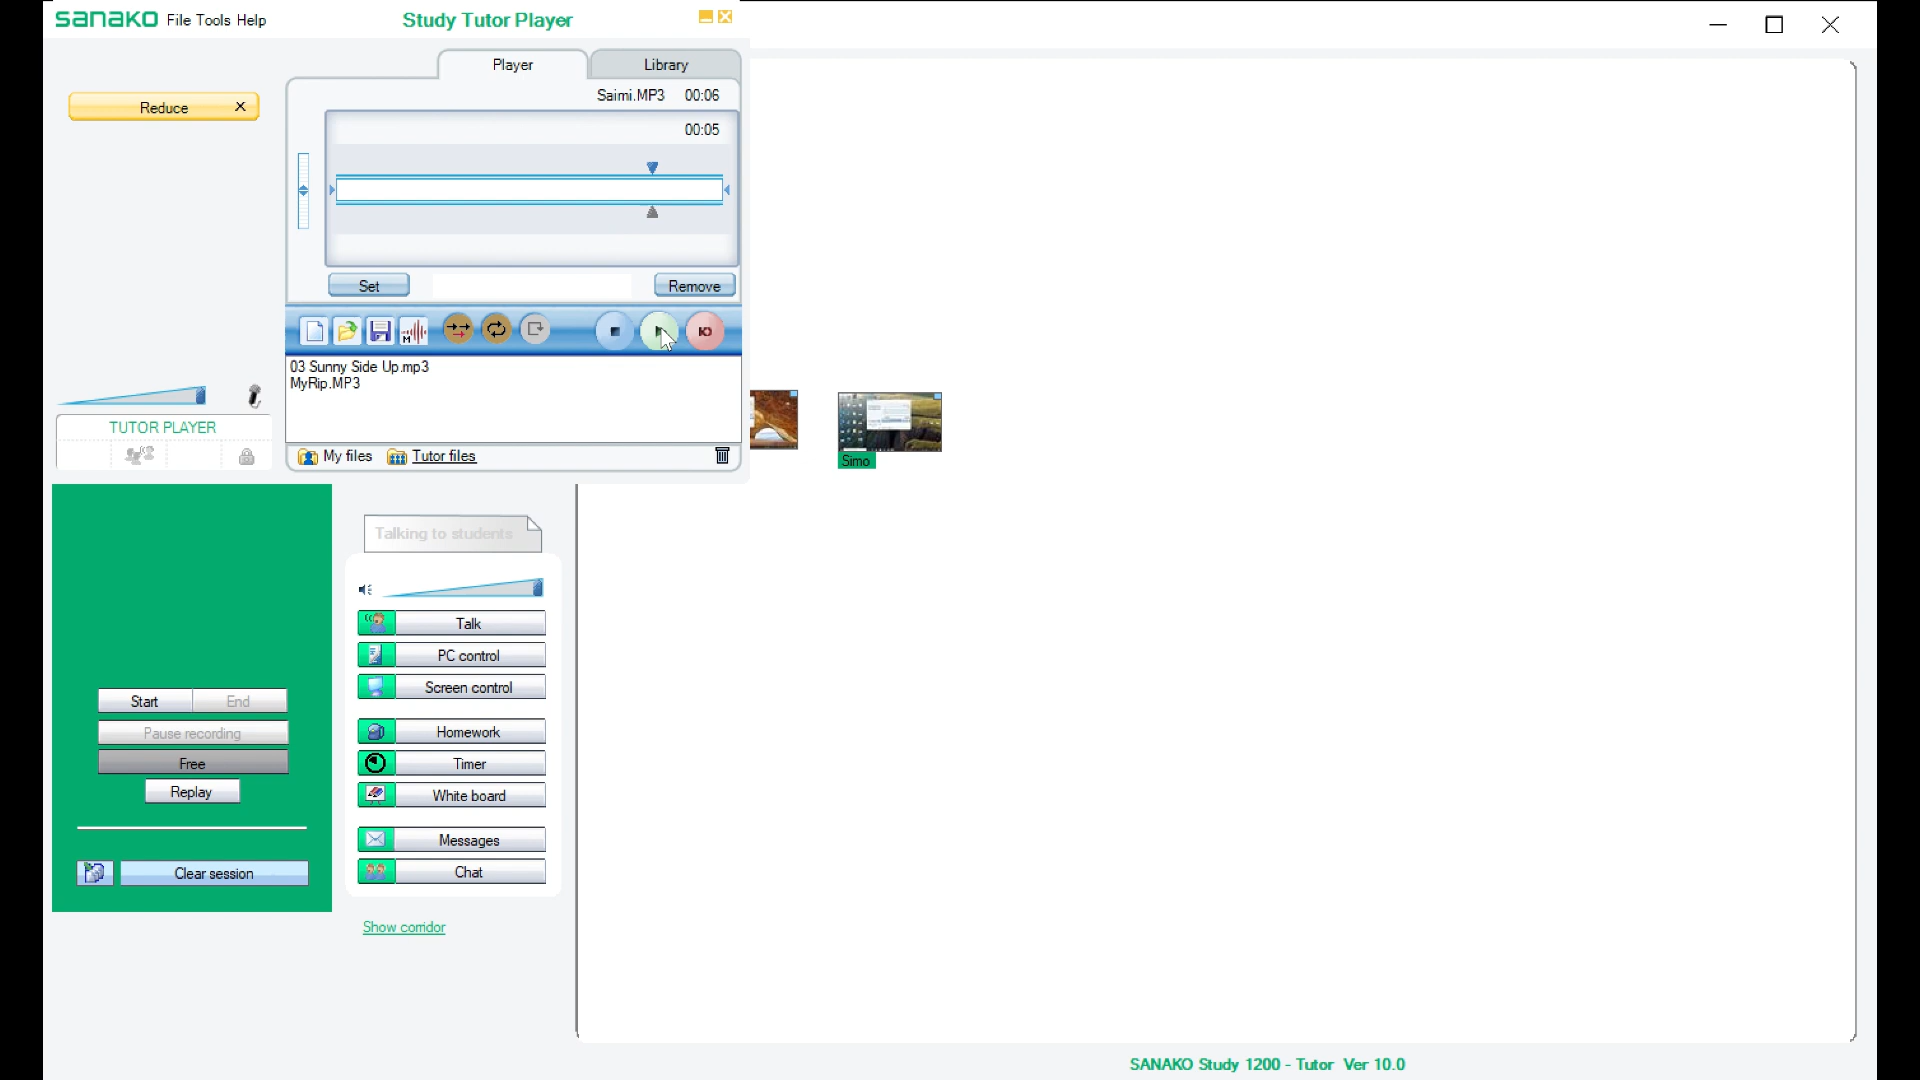 SANAKO File Tools Help
Study Tutor Player
Player
Library
Reduce
Saimi.MP3 00:06
00:05
Set
Remove
M
03 Sunny Side Up.mp3
MyRip.MP3
TUTOR PLAYER
My files
Tutor files
Simo
Talking to students
Talk
PC control
Screen control
Homework
Timer
White board
Messages
Chat
Show corridor
Start
End
Pause recording
Free
Replay
Clear session
SANAKO Study 1200 - Tutor Ver 10.0